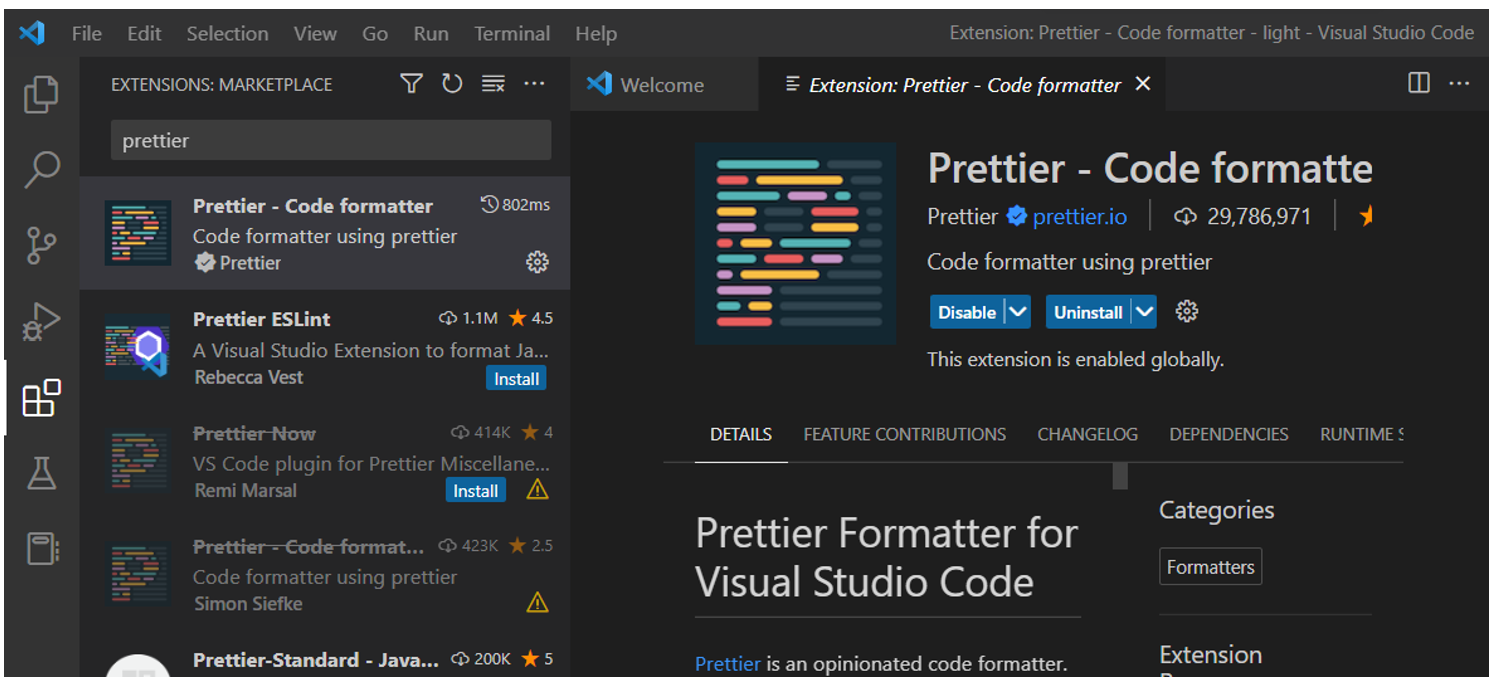 File Edit Selection View Go Run Terminal Help
Extension: Prettier - Code formatter - light - Visual Studio Code
EXTENSIONS: MARKETPLACE
prettier
Prettier - Code formatter 802ms
Code formatter using prettier
Prettier
Prettier ESLint 1.1M 4.5
A Visual Studio Extension to format Ja...
Rebecca Vest Install
Prettier Now 414K 4
VS Code plugin for Prettier Miscellane...
Remi Marsal Install
Prettier - Code format... 423K 2.5
Code formatter using prettier
Simon Siefke
Prettier-Standard - Java... 200K 5
Welcome Extension: Prettier - Code formatter
Prettier - Code formatte
Prettier prettier.io 29,786,971
Code formatter using prettier
Disable Uninstall
This extension is enabled globally.
DETAILS FEATURE CONTRIBUTIONS CHANGELOG DEPENDENCIES RUNTIME S
Prettier Formatter for
Visual Studio Code
Prettier is an opinionated code formatter.
Categories
Formatters
Extension